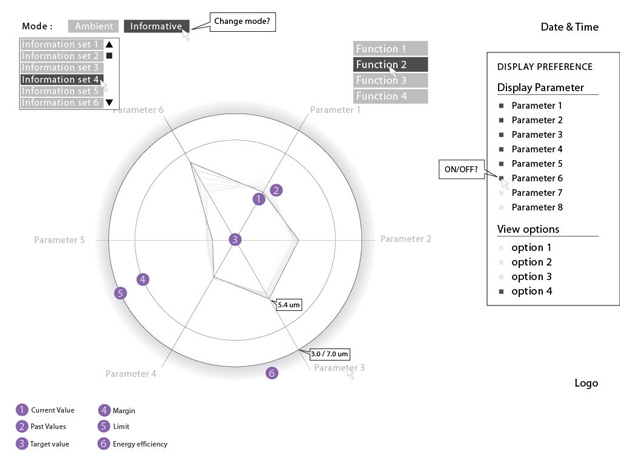 Mode :
Ambient
Informative
Change mode?
Date & Time
Information set 1
Information set 2
Information set 3
Information set 4
Information set 5
Information set 6
Function 1
Function 2
Function 3
Function 4
DISPLAY PREFERENCE
Display Parameter
Parameter 1
Parameter 2
Parameter 3
Parameter 4
Parameter 5
Parameter 6
Parameter 7
Parameter 8
ON/OFF?
View options
option 1
option 2
option 3
option 4
Parameter 6
Parameter 1
2
1
Parameter 5
3
Parameter 2
4
5
5.4 um
3.0 / 7.0 um
Parameter 4
6
Parameter 3
Logo
1 Current Value
4 Margin
2 Past Values
5 Limit
3 Target value
6 Energy efficiency